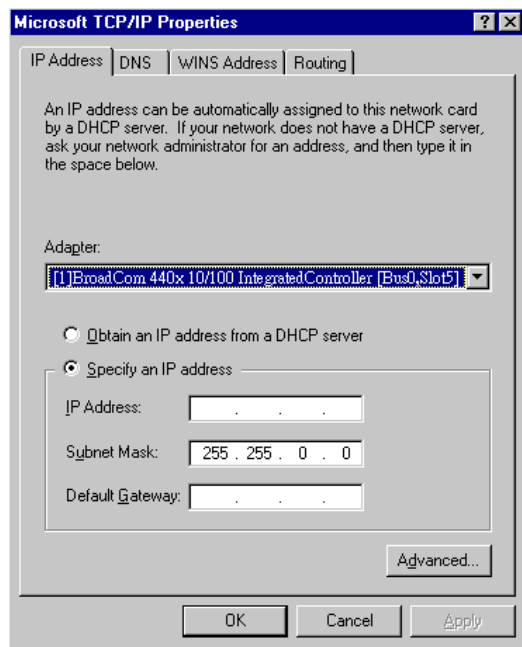 Microsoft TCP/IP Properties
IP Address DNS WINS Address Routing
An IP address can be automatically assigned to this network card
by a DHCP server. If your network does not have a DHCP server,
ask your network administrator for an address, and then type it in
the space below.
Adapter:
[1]BroadCom 440x 10/100 IntegratedController [Bus0,Slot5]
Obtain an IP address from a DHCP server
Specify an IP address
IP Address: . . .
Subnet Mask: 255 . 255 . 0 . 0
Default Gateway: . . .
Advanced...
OK Cancel Apply